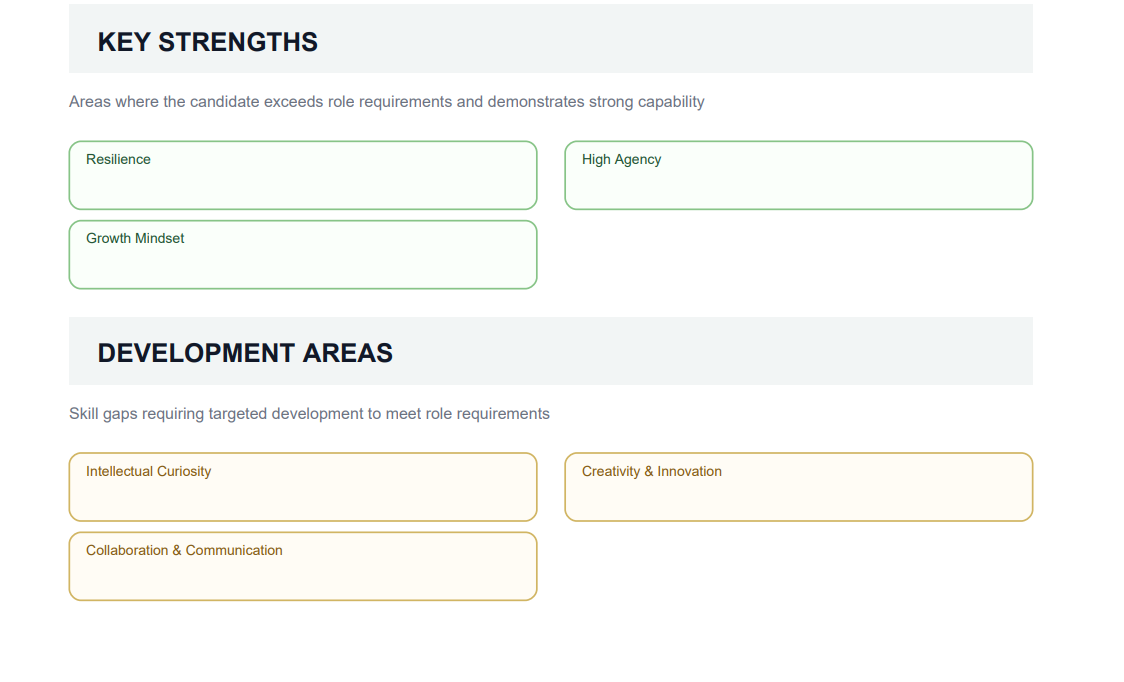 KEY STRENGTHS
Areas where the candidate exceeds role requirements and demonstrates strong capability
Resilience
High Agency
Growth Mindset
DEVELOPMENT AREAS
Skill gaps requiring targeted development to meet role requirements
Intellectual Curiosity
Creativity & Innovation
Collaboration & Communication